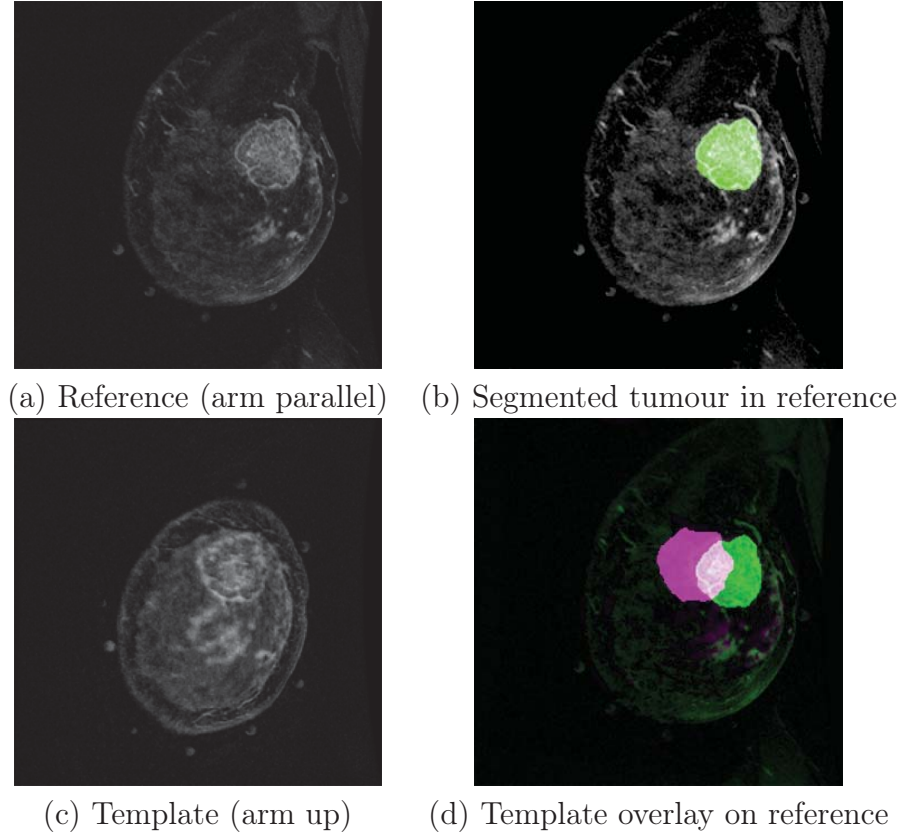 (a) Reference (arm parallel)
(b) Segmented tumour in reference
(c) Template (arm up)
(d) Template overlay on reference